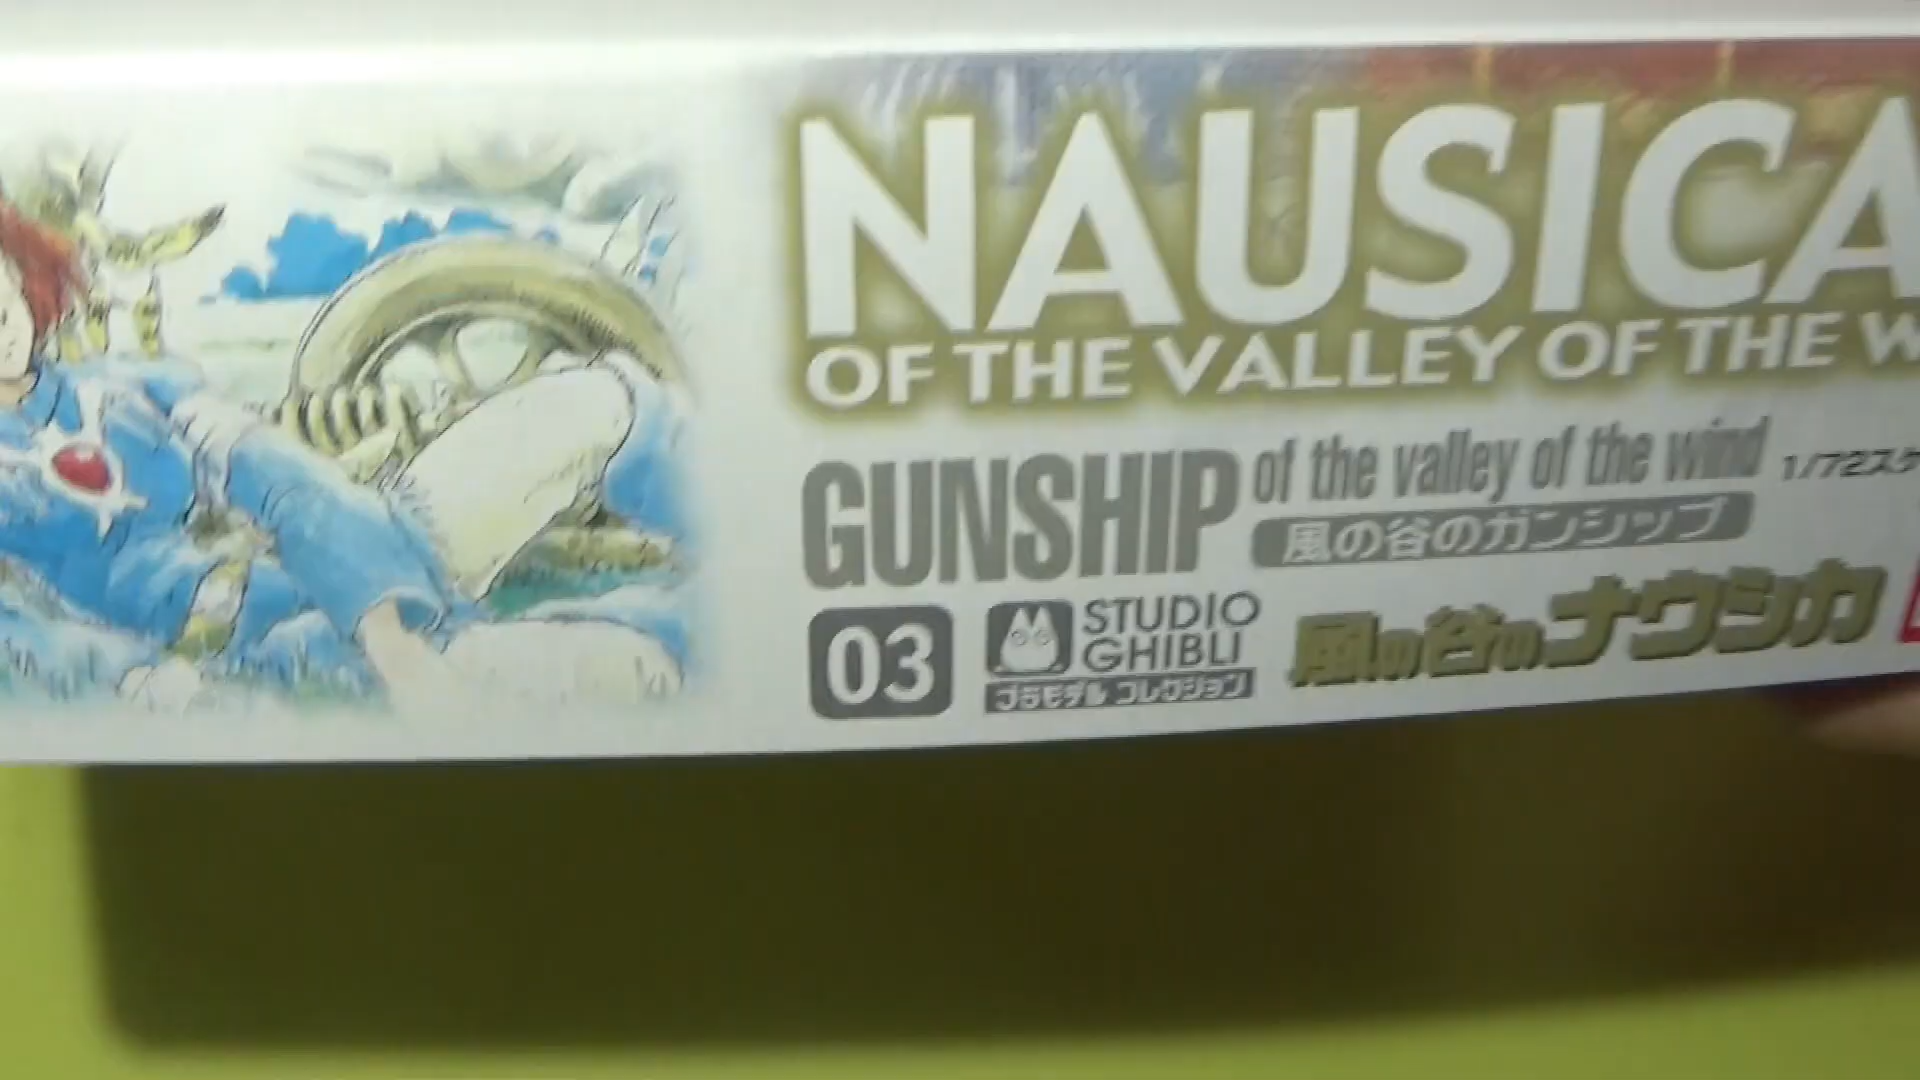 NAUSICA
OF THE VALLEY OF THE W
GUNSHIP of the valley of the wind 1/72スケ
風の谷のガンシップ
03 STUDIO GHIBLI
プラモデル コレクション
風の谷のナウシカ